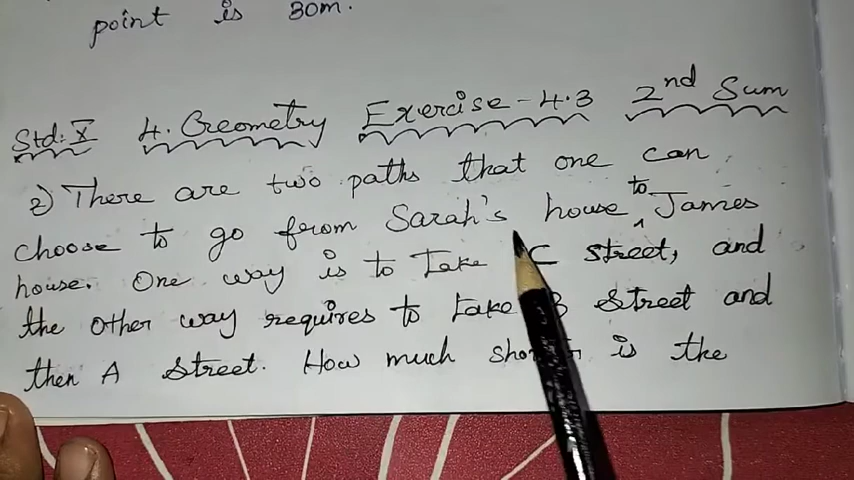 point is 30m.
Std: X 4. Geometry Exercise - 4.3 2nd Sum
2) There are two paths that one can
choose to go from Sarah's house to James
house. One way is to take C street, and
the other way requires to take B street and
then A street. How much shorter is the